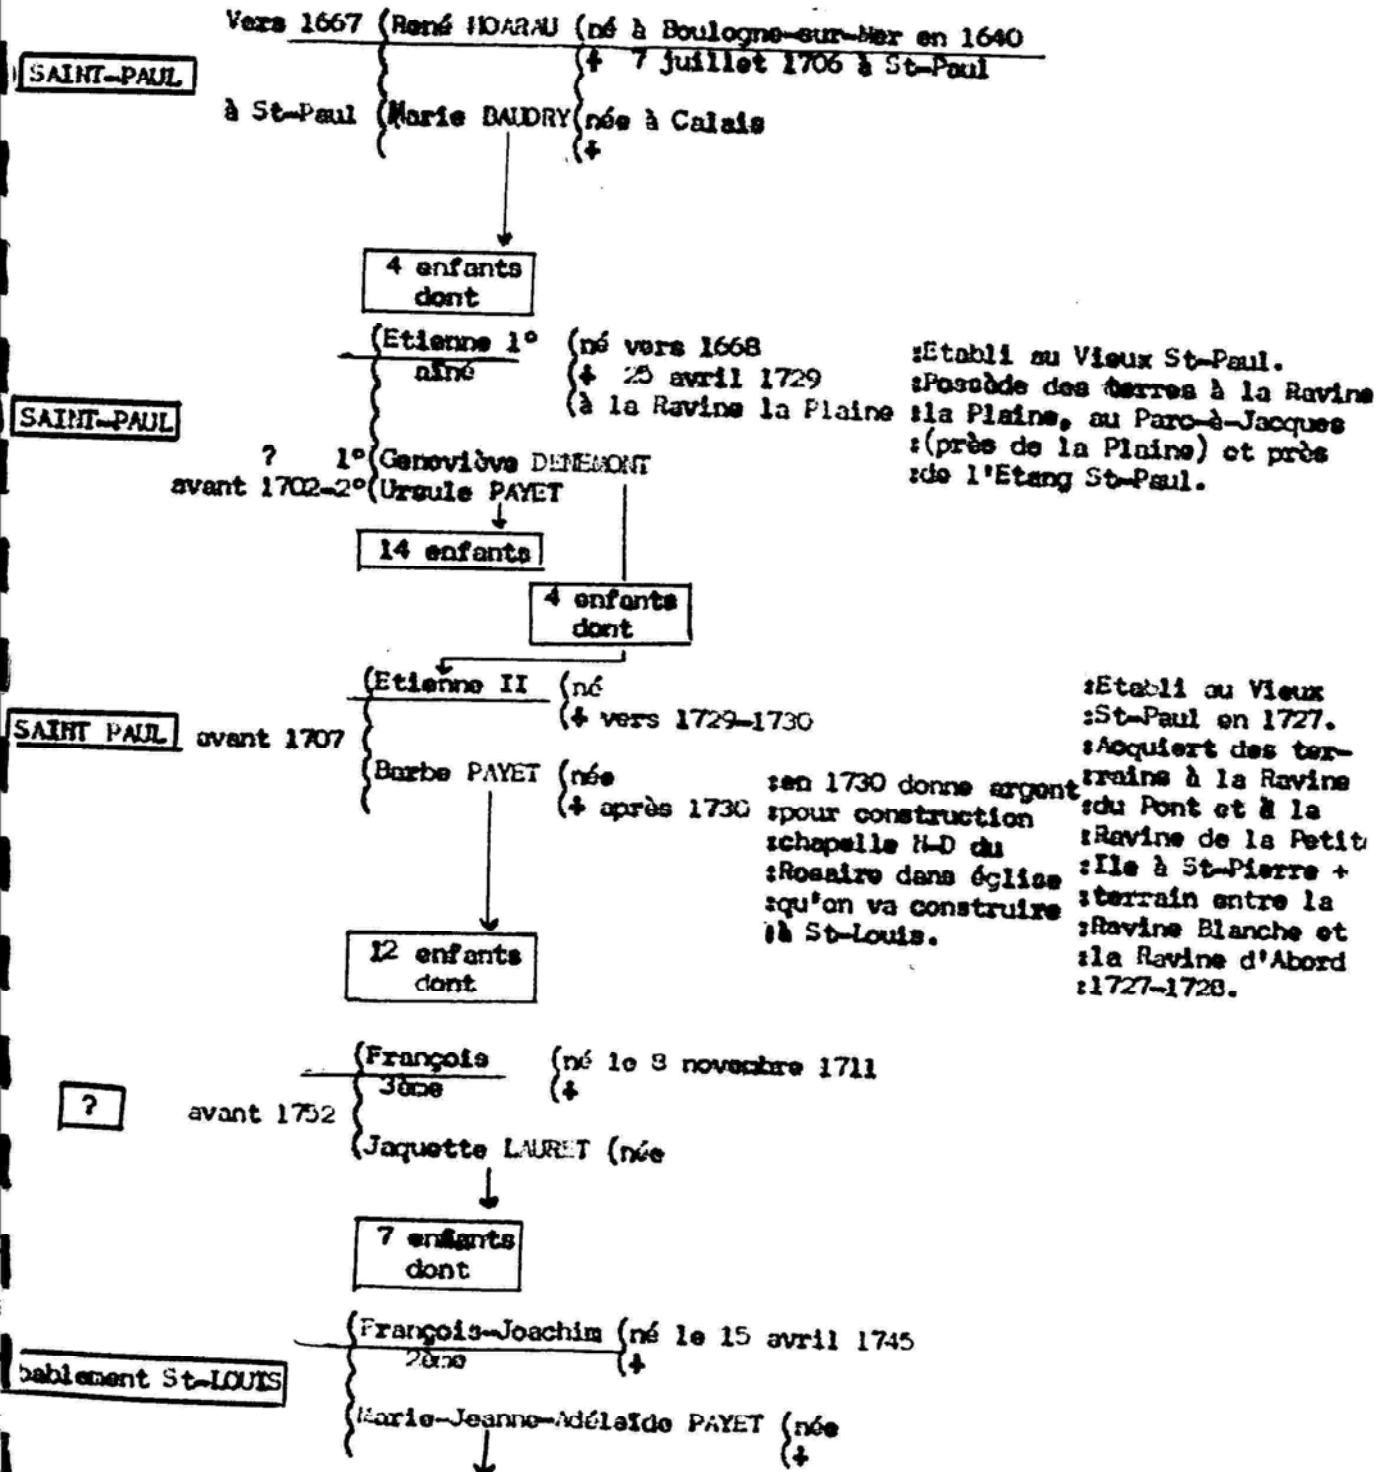 Vers 1667 (René HOARAU (né à Boulogne-sur-Mer en 1640
(+ 7 juillet 1706 à St-Paul
SAINT-PAUL
à St-Paul (Marie BAUDRY (née à Calais
(+
4 enfants
dont
(Etienne 1° (né vers 1668
aîné (+ 25 avril 1729
(à la Ravine la Plaine
:Etabli au Vieux St-Paul.
:Possède des terres à la Ravine
:la Plaine, au Parc-à-Jacques
:(près de la Plaine) et près
:de l'Etang St-Paul.
SAINT-PAUL
? 1°(Geneviève
avant 1702-2°(Ursule PAYET
14 enfants
4 enfants
dont
(Etienne II (né
(+ vers 1729-1730
SAINT PAUL avant 1707
Barbe PAYET (née
(+ après 1730
:en 1730 donne argent
:pour construction
:chapelle N-D du
:Rosaire dans église
:qu'on va construire
:à St-Louis.
:Etabli au Vieux
:St-Paul en 1727.
:Acquiert des ter-
:rains à la Ravine
:du Pont et à la
:Ravine de la Petit
:Ile à St-Pierre +
:terrain entre la
:Ravine Blanche et
:la Ravine d'Abord
:1727-1728.
12 enfants
dont
(François (né le 8 novembre 1711
3ème (+
? avant 1752
(Jaquette LAURET (née
7 enfants
dont
(François-Joachim (né le 15 avril 1745
2ème (+
bablement St-LOUIS
(Marie-Jeanne-Adélaïde PAYET (née
(+